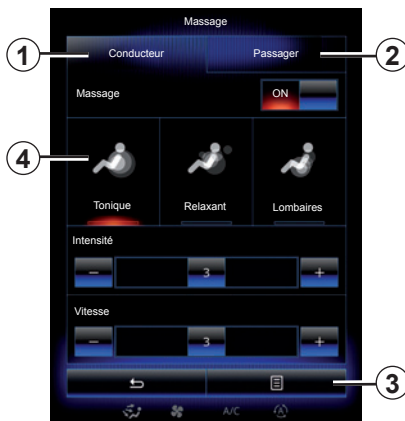 Massage
1
Conducteur
Passager
2
Massage
ON
4
Tonique
Relaxant
Lombaires
Intensité
− 3 +
Vitesse
− 3 +
3
A/C
A